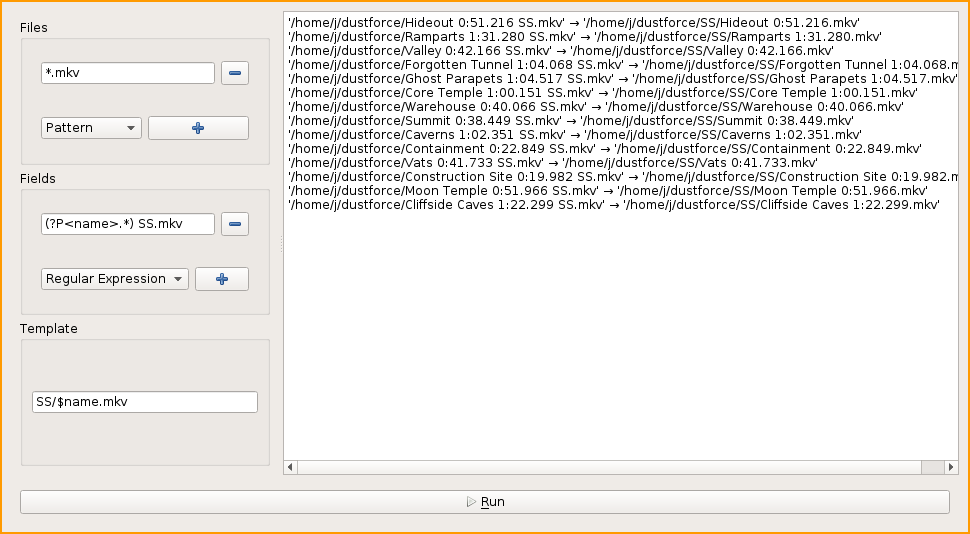 Files
*.mkv
Pattern
Fields
(?P<name>.*) SS.mkv
Regular Expression
Template
SS/$name.mkv
'/home/j/dustforce/Hideout 0:51.216 SS.mkv' → '/home/j/dustforce/SS/Hideout 0:51.216.mkv'
'/home/j/dustforce/Ramparts 1:31.280 SS.mkv' → '/home/j/dustforce/SS/Ramparts 1:31.280.mkv'
'/home/j/dustforce/Valley 0:42.166 SS.mkv' → '/home/j/dustforce/SS/Valley 0:42.166.mkv'
'/home/j/dustforce/Forgotten Tunnel 1:04.068 SS.mkv' → '/home/j/dustforce/SS/Forgotten Tunnel 1:04.068.m
'/home/j/dustforce/Ghost Parapets 1:04.517 SS.mkv' → '/home/j/dustforce/SS/Ghost Parapets 1:04.517.mkv'
'/home/j/dustforce/Core Temple 1:00.151 SS.mkv' → '/home/j/dustforce/SS/Core Temple 1:00.151.mkv'
'/home/j/dustforce/Warehouse 0:40.066 SS.mkv' → '/home/j/dustforce/SS/Warehouse 0:40.066.mkv'
'/home/j/dustforce/Summit 0:38.449 SS.mkv' → '/home/j/dustforce/SS/Summit 0:38.449.mkv'
'/home/j/dustforce/Caverns 1:02.351 SS.mkv' → '/home/j/dustforce/SS/Caverns 1:02.351.mkv'
'/home/j/dustforce/Containment 0:22.849 SS.mkv' → '/home/j/dustforce/SS/Containment 0:22.849.mkv'
'/home/j/dustforce/Vats 0:41.733 SS.mkv' → '/home/j/dustforce/SS/Vats 0:41.733.mkv'
'/home/j/dustforce/Construction Site 0:19.982 SS.mkv' → '/home/j/dustforce/SS/Construction Site 0:19.982.m
'/home/j/dustforce/Moon Temple 0:51.966 SS.mkv' → '/home/j/dustforce/SS/Moon Temple 0:51.966.mkv'
'/home/j/dustforce/Cliffside Caves 1:22.299 SS.mkv' → '/home/j/dustforce/SS/Cliffside Caves 1:22.299.mkv'
Run